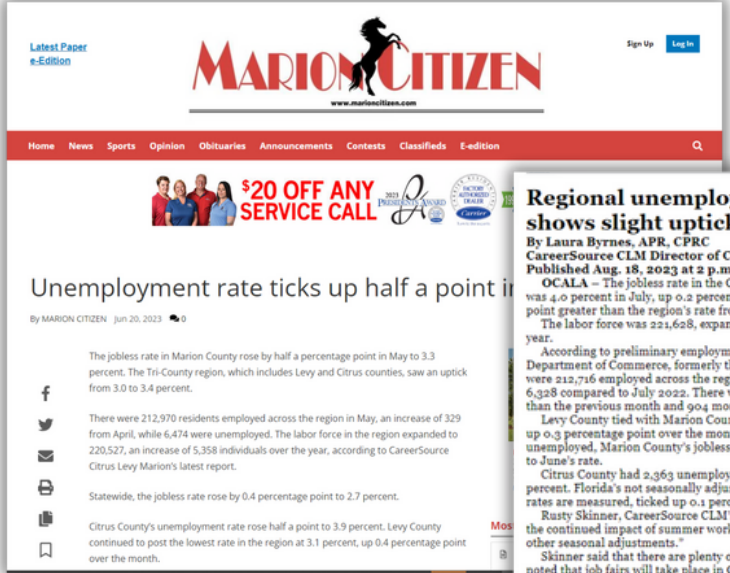 Latest Paper
e-Edition
MARION CITIZEN
www.marioncitizen.com
Sign Up
Log In
Home News Sports Opinion Obituaries Announcements Contests Classifieds E-edition
$20 OFF ANY
SERVICE CALL
2023
PRESIDENT'S AWARD
FACTORY
AUTHORIZED
DEALER
Carrier
Unemployment rate ticks up half a point
By MARION CITIZEN Jun 20, 2023 0
The jobless rate in Marion County rose by half a percentage point in May to 3.3
percent. The Tri-County region, which includes Levy and Citrus counties, saw an uptick
from 3.0 to 3.4 percent.
There were 212,970 residents employed across the region in May, an increase of 329
from April, while 6,474 were unemployed. The labor force in the region expanded to
220,527, an increase of 5,358 individuals over the year, according to CareerSource
Citrus Levy Marion's latest report.
Statewide, the jobless rate rose by 0.4 percentage point to 2.7 percent.
Citrus County's unemployment rate rose half a point to 3.9 percent. Levy County
continued to post the lowest rate in the region at 3.1 percent, up 0.4 percentage point
over the month.
Mos
Regional unemplo
shows slight uptic
By Laura Byrnes, APR, CPRC
CareerSource CLM Director of C
Published Aug. 18, 2023 at 2 p.m
OCALA – The jobless rate in the C
was 4.0 percent in July, up 0.2 percen
point greater than the region's rate fr
The labor force was 221,628, expan
year.
According to preliminary employm
Department of Commerce, formerly t
were 212,716 employed across the reg
6,328 compared to July 2022. There
than the previous month and 904 mo
Levy County tied with Marion Cou
up 0.3 percentage point over the mon
unemployed, Marion County's jobless
to June's rate.
Citrus County had 2,363 unemploy
percent. Florida's not seasonally adju
rates are measured, ticked up 0.1 perc
Rusty Skinner, CareerSource CLM'
the continued impact of summer work
other seasonal adjustments."
Skinner said that there are plenty o
noted that job fairs will take place in